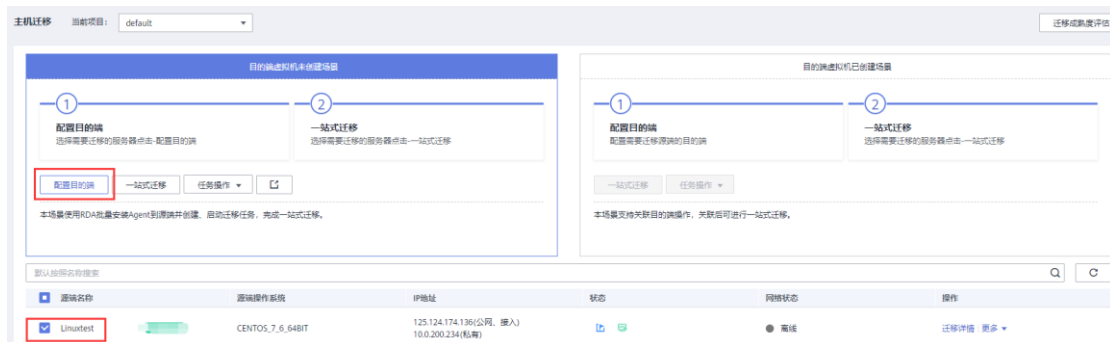 主机迁移 当前项目： default 迁移成熟度评估
目的端虚拟机未创建场景
1 2
配置目的端 一站式迁移
选择需要迁移的服务器点击-配置目的端 选择需要迁移的服务器点击-一站式迁移
配置目的端 一站式迁移 任务操作
本场景使用RDA批量安装Agent到源端并创建、启动迁移任务，完成一站式迁移。
目的端虚拟机已创建场景
1 2
配置目的端 一站式迁移
配置需要迁移源端的目的端 选择需要迁移的服务器点击-一站式迁移
一站式迁移 任务操作
本场景支持关联目的端操作，关联后可进行一站式迁移。
默认按照名称搜索
源端名称 源端操作系统 IP地址 状态 网络状态 操作
Linuxtest CENTOS_7_6_64BIT 125.124.174.136(公网、接入) 离线 迁移详情 更多
10.0.200.234(私有)